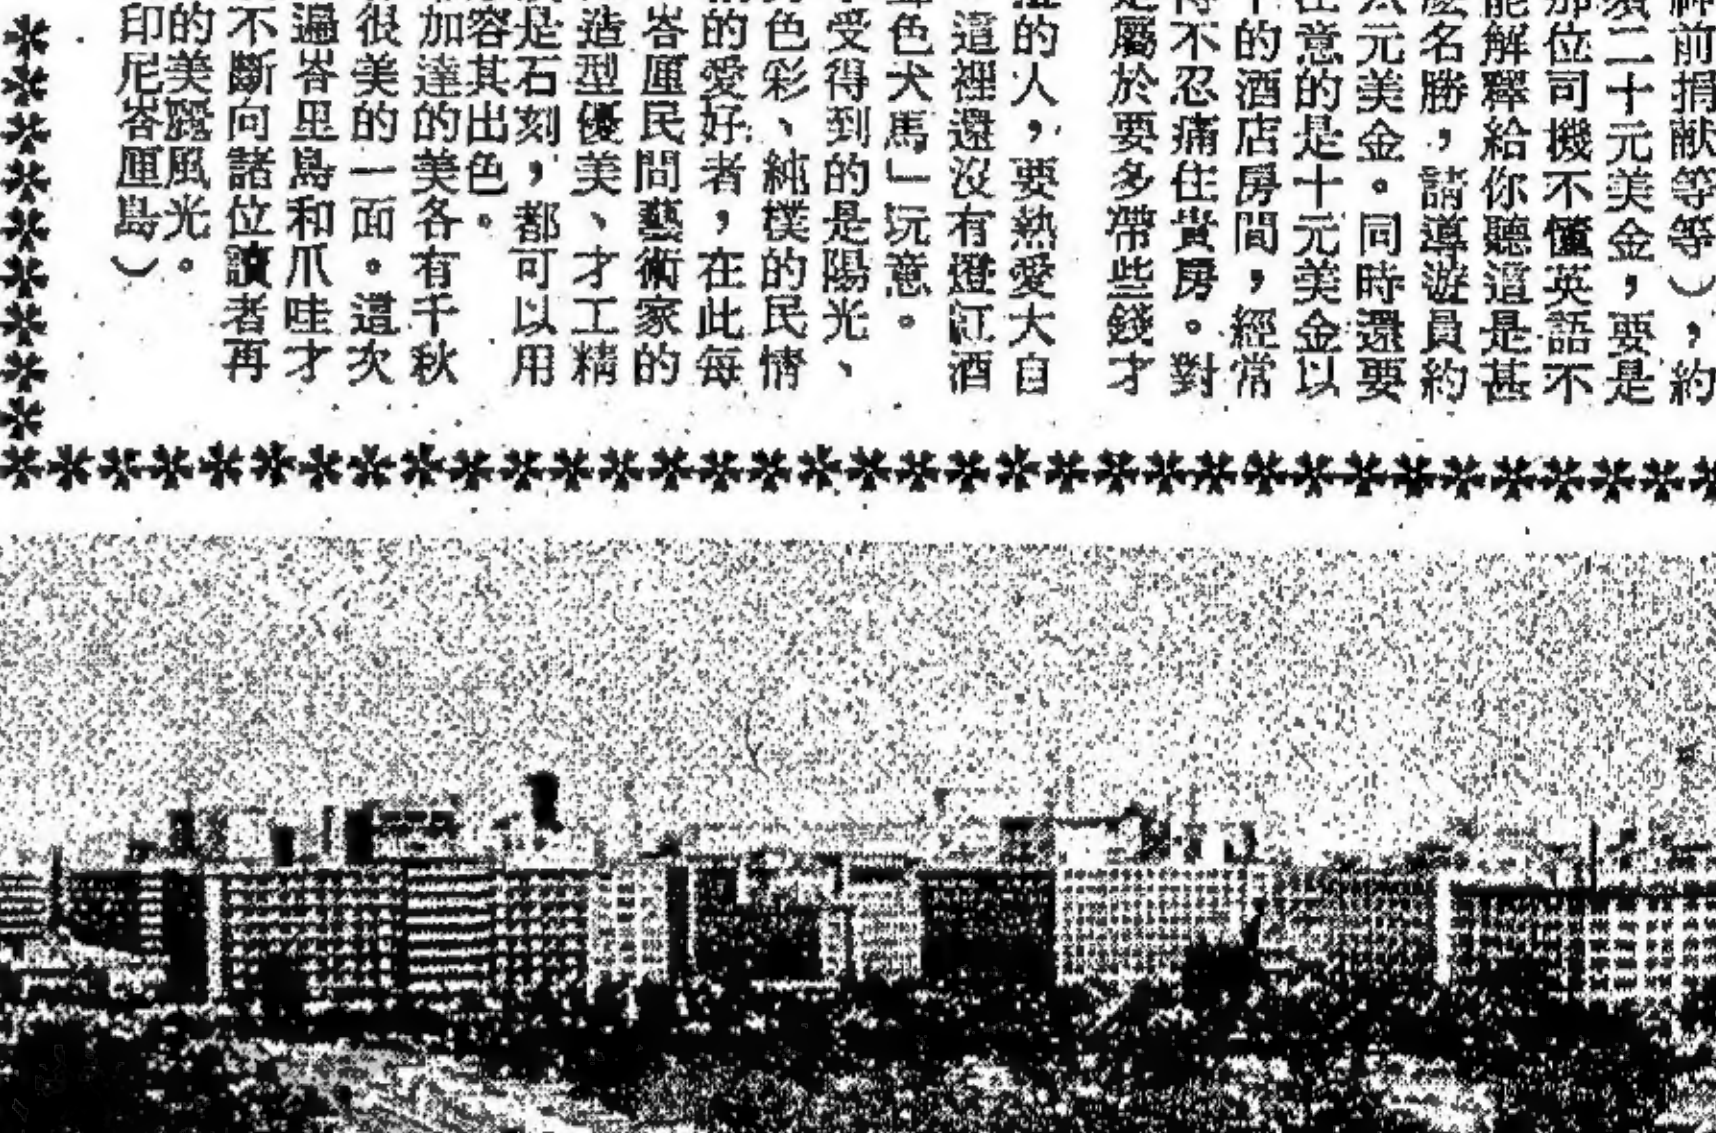 前捐献等等），約
二十元美金，要是
那位司機不懂英語不
能解釋給你聽這是甚
麽名勝，請導遊員約
元美金。同時還要
注意的是十元美金以
下的酒店房間，經常
得不忍痛住貴房。對
是屬於要多帶些錢才
的人，要熱愛大自
這裡還沒有燈紅酒
聲色犬馬」玩意。
受得到的是陽光、
色彩、純樸的民情
的愛好者，在此每
峇厘民間藝術家的
造型優美、才工精
是石刻，都可以用
容其出色。
加達的美各有千秋
很美的一面。這次
遍峇里島和爪哇才
不斷向諸位讀者再
的美麗風光。
印尼峇厘島）